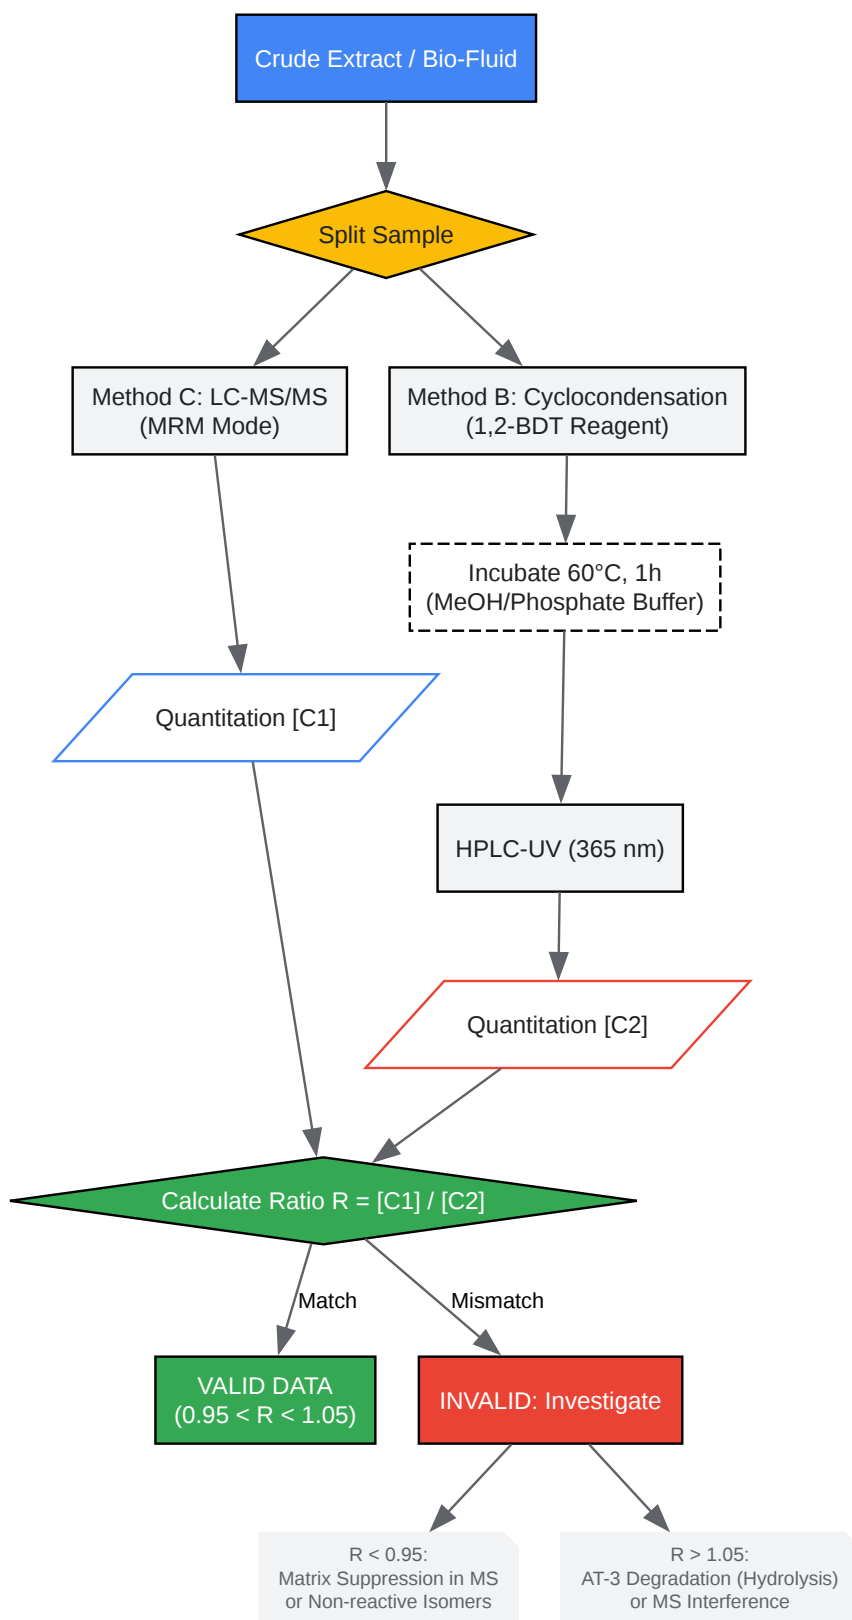 Crude Extract / Bio-Fluid
Split Sample
Method C: LC-MS/MS
(MRM Mode)
Method B: Cyclocondensation
(1,2-BDT Reagent)
Incubate 60°C, 1h
(MeOH/Phosphate Buffer)
Quantitation [C1]
HPLC-UV (365 nm)
Quantitation [C2]
Calculate Ratio R = [C1] / [C2]
Match
Mismatch
VALID DATA
(0.95 < R < 1.05)
INVALID: Investigate
R < 0.95:
Matrix Suppression in MS
or Non-reactive Isomers
R > 1.05:
AT-3 Degradation (Hydrolysis)
or MS Interference